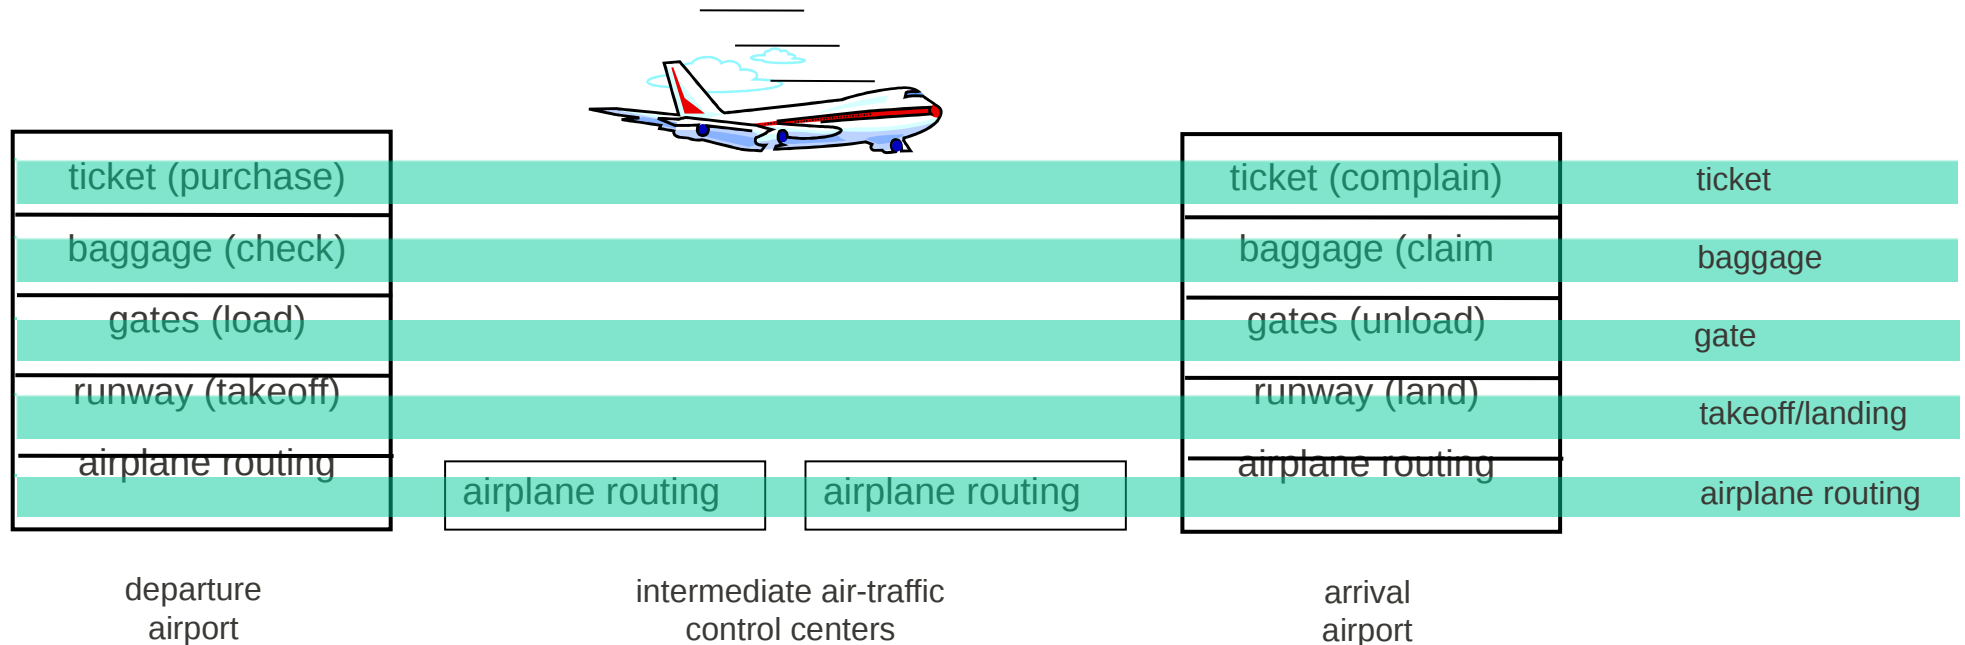 ticket (purchase)
ticket (complain)
ticket
baggage (check)
baggage (claim
baggage
gates (load)
gates (unload)
gate
runway (takeoff)
runway (land)
takeoff/landing
airplane routing
airplane routing
airplane routing
airplane routing
airplane routing
departure
airport
intermediate air-traffic
control centers
arrival
airport